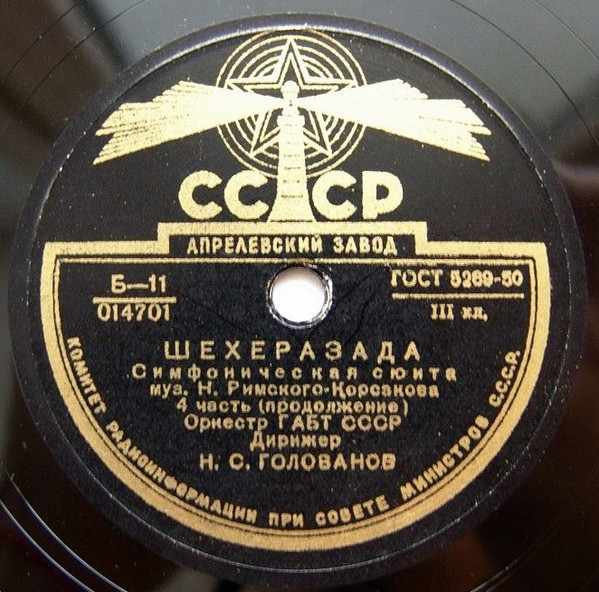 СССР
АПРЕЛЕВСКИЙ ЗАВОД
Б—11
014701
ГОСТ 5289-50
III кл,
ШЕХЕРАЗАДА
Симфоническая сюита
муз. Н. Римского-Корсакова
4 часть (продолжение)
Оркестр ГАБТ СССР
Дирижер
Н. С. ГОЛОВАНОВ
КОМИТЕТ РАДИОИНФОРМАЦИИ ПРИ СОВЕТЕ МИНИСТРОВ С.С.С.Р.